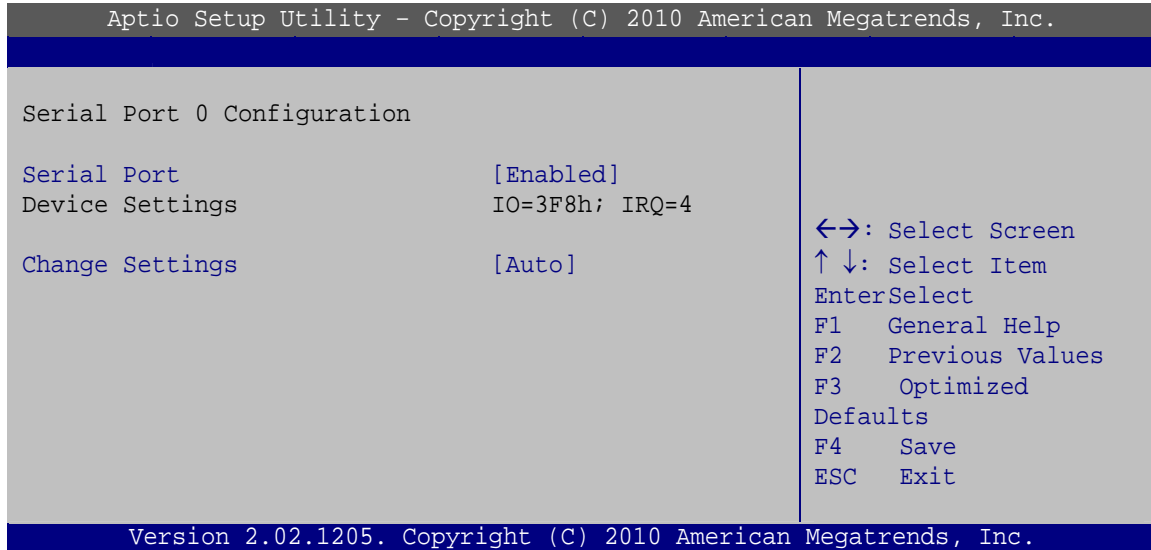 Aptio Setup Utility – Copyright (C) 2010 American Megatrends, Inc.
Serial Port 0 Configuration
Serial Port [Enabled]
Device Settings IO=3F8h; IRQ=4
Change Settings [Auto]
←→: Select Screen
↑ ↓: Select Item
EnterSelect
F1 General Help
F2 Previous Values
F3 Optimized
Defaults
F4 Save
ESC Exit
Version 2.02.1205. Copyright (C) 2010 American Megatrends, Inc.